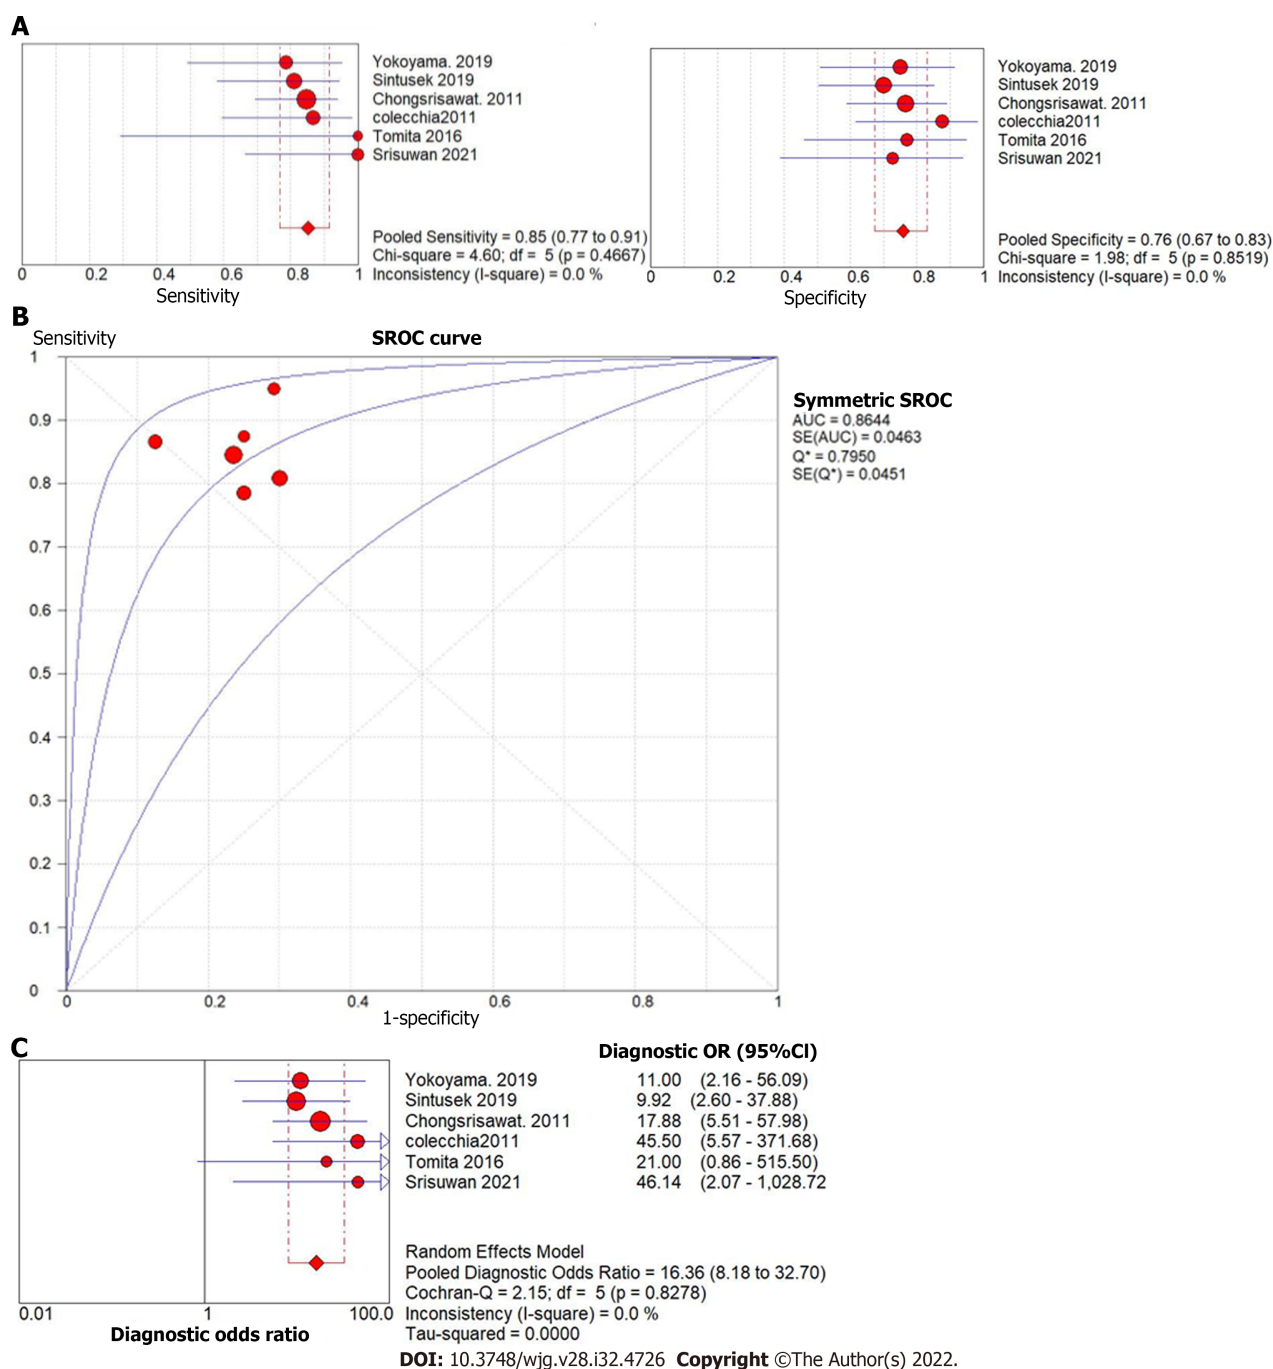 A
Yokoyama. 2019
Sintusek 2019
Chongsrisawat. 2011
colecchia2011
Tomita 2016
Srisuwan 2021
Pooled Sensitivity = 0.85 (0.77 to 0.91)
Chi-square = 4.60; df = 5 (p = 0.4667)
Inconsistency (I-square) = 0.0 %
0 0.2 0.4 0.6 0.8 1
Sensitivity
Yokoyama. 2019
Sintusek 2019
Chongsrisawat. 2011
colecchia2011
Tomita 2016
Srisuwan 2021
Pooled Specificity = 0.76 (0.67 to 0.83)
Chi-square = 1.98; df = 5 (p = 0.8519)
Inconsistency (I-square) = 0.0 %
0 0.2 0.4 0.6 0.8 1
Specificity
B
Sensitivity
SROC curve
1
0.9
0.8
0.7
0.6
0.5
0.4
0.3
0.2
0.1
0
0 0.2 0.4 0.6 0.8 1
1-specificity
Symmetric SROC
AUC = 0.8644
SE(AUC) = 0.0463
Q* = 0.7950
SE(Q*) = 0.0451
C
Diagnostic OR (95%CI)
Yokoyama. 2019 11.00 (2.16 - 56.09)
Sintusek 2019 9.92 (2.60 - 37.88)
Chongsrisawat. 2011 17.88 (5.51 - 57.98)
colecchia2011 45.50 (5.57 - 371.68)
Tomita 2016 21.00 (0.86 - 515.50)
Srisuwan 2021 46.14 (2.07 - 1,028.72
Random Effects Model
Pooled Diagnostic Odds Ratio = 16.36 (8.18 to 32.70)
Cochran-Q = 2.15; df = 5 (p = 0.8278)
Inconsistency (I-square) = 0.0 %
Tau-squared = 0.0000
0.01 1 100.0
Diagnostic odds ratio
DOI: 10.3748/wjg.v28.i32.4726 Copyright ©The Author(s) 2022.